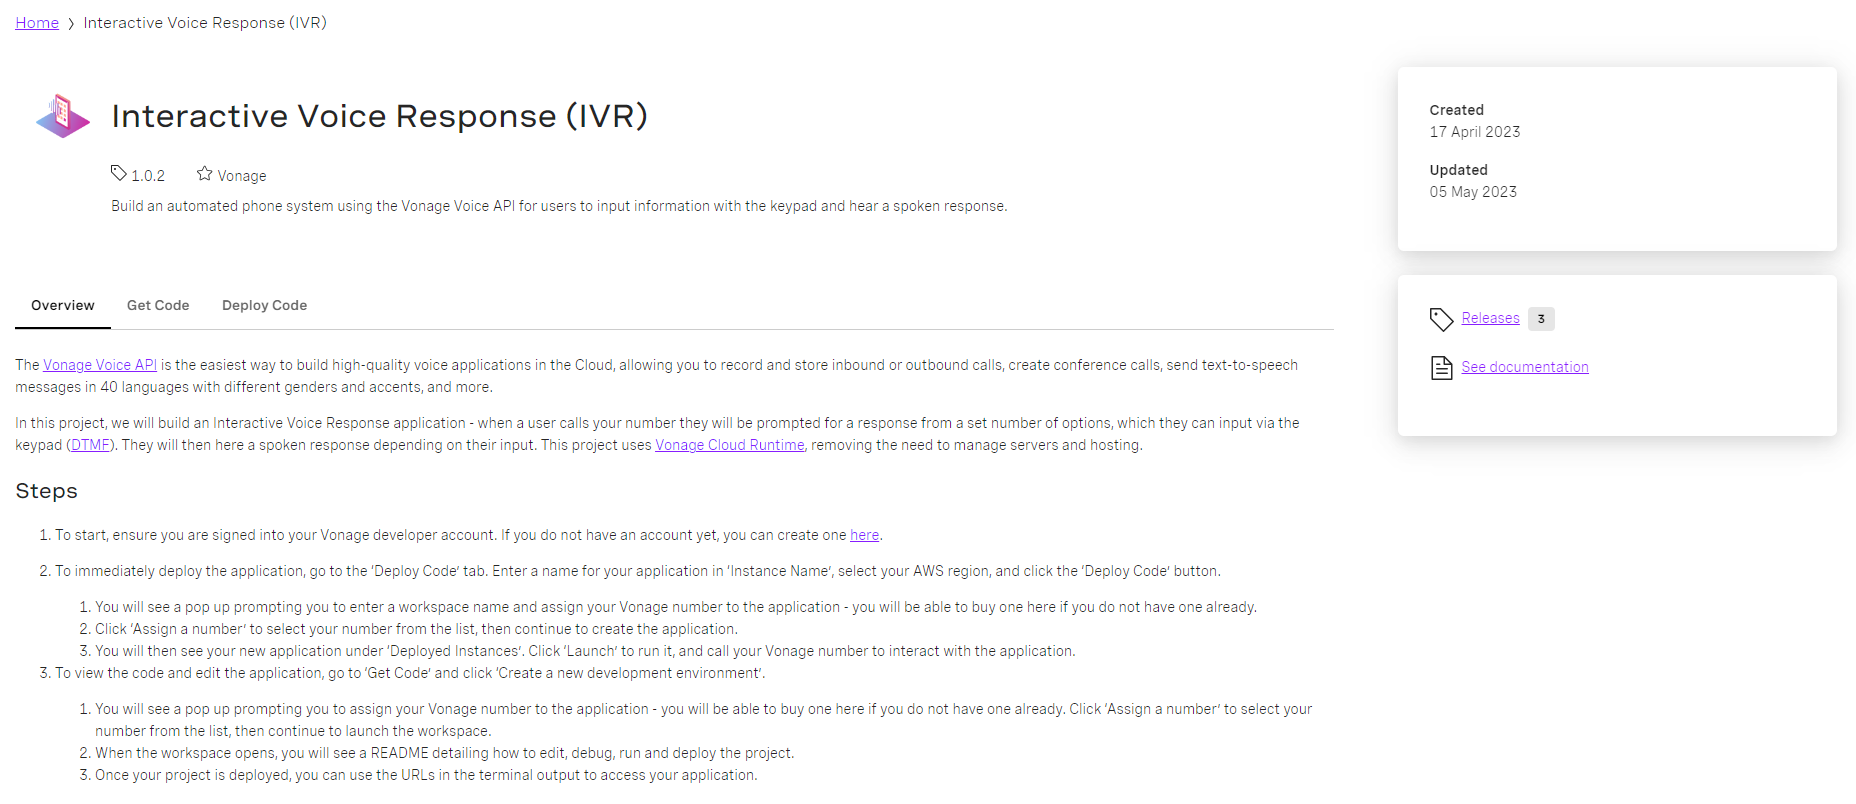 Home › Interactive Voice Response (IVR)
Interactive Voice Response (IVR)
1.0.2 Vonage
Build an automated phone system using the Vonage Voice API for users to input information with the keypad and hear a spoken response.
Created
17 April 2023
Updated
05 May 2023
Releases 3
See documentation
Overview Get Code Deploy Code
The Vonage Voice API is the easiest way to build high-quality voice applications in the Cloud, allowing you to record and store inbound or outbound calls, create conference calls, send text-to-speech
messages in 40 languages with different genders and accents, and more.
In this project, we will build an Interactive Voice Response application - when a user calls your number they will be prompted for a response from a set number of options, which they can input via the
keypad (DTMF). They will then here a spoken response depending on their input. This project uses Vonage Cloud Runtime, removing the need to manage servers and hosting.
Steps
1. To start, ensure you are signed into your Vonage developer account. If you do not have an account yet, you can create one here.
2. To immediately deploy the application, go to the 'Deploy Code' tab. Enter a name for your application in 'Instance Name', select your AWS region, and click the 'Deploy Code' button.
1. You will see a pop up prompting you to enter a workspace name and assign your Vonage number to the application - you will be able to buy one here if you do not have one already.
2. Click 'Assign a number' to select your number from the list, then continue to create the application.
3. You will then see your new application under 'Deployed Instances'. Click 'Launch' to run it, and call your Vonage number to interact with the application.
3. To view the code and edit the application, go to 'Get Code' and click 'Create a new development environment'.
1. You will see a pop up prompting you to assign your Vonage number to the application - you will be able to buy one here if you do not have one already. Click 'Assign a number' to select your
number from the list, then continue to launch the workspace.
2. When the workspace opens, you will see a README detailing how to edit, debug, run and deploy the project.
3. Once your project is deployed, you can use the URLs in the terminal output to access your application.